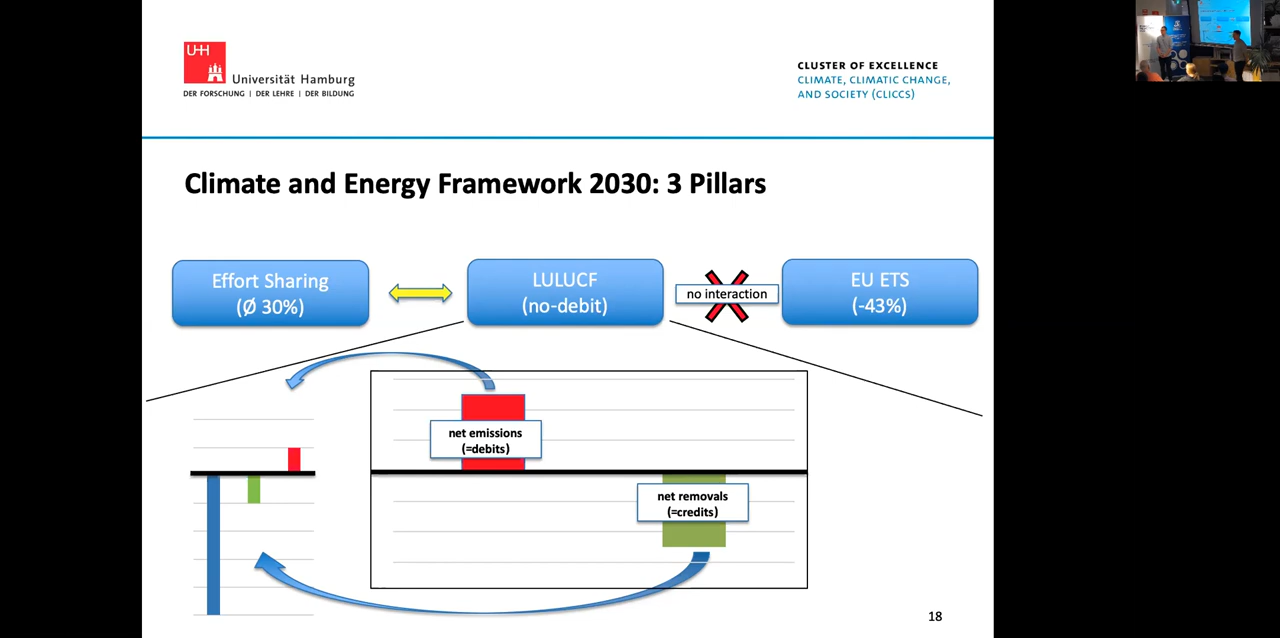 UHH
Universität Hamburg
DER FORSCHUNG | DER LEHRE | DER BILDUNG
CLUSTER OF EXCELLENCE
CLIMATE, CLIMATIC CHANGE,
AND SOCIETY (CLICCS)
Climate and Energy Framework 2030: 3 Pillars
Effort Sharing
(Ø 30%)
LULUCF
(no-debit)
no interaction
EU ETS
(-43%)
net emissions
(=debits)
net removals
(=credits)
18